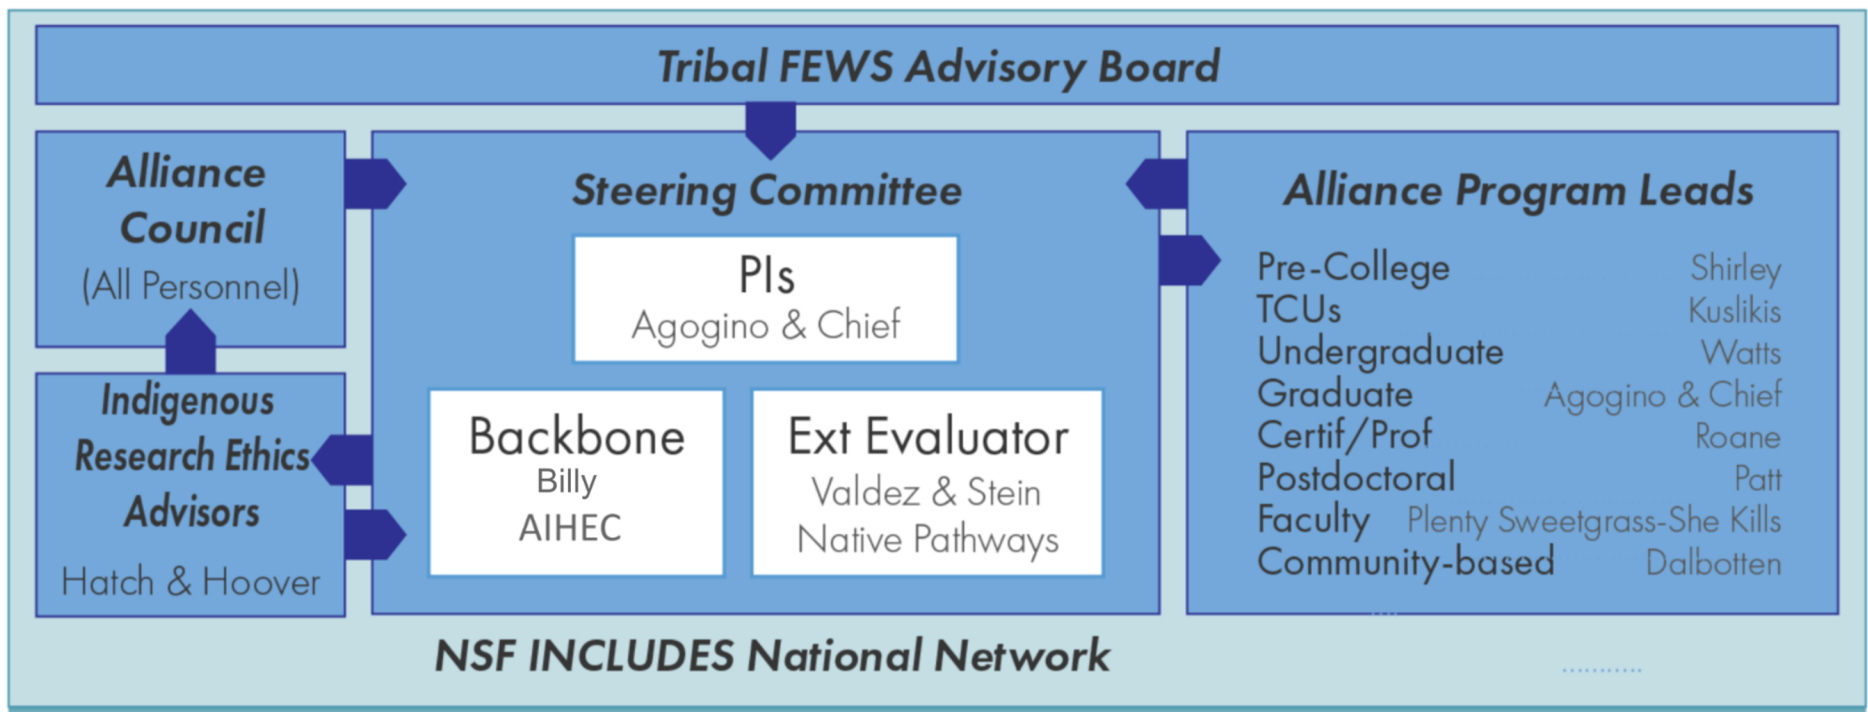 Tribal FEWS Advisory Board
Alliance
Council
(All Personnel)
Indigenous
Research Ethics
Advisors
Hatch & Hoover
Steering Committee
PIs
Agogino & Chief
Backbone
Billy
AIHEC
Ext Evaluator
Valdez & Stein
Native Pathways
Alliance Program Leads
Pre-College Shirley
TCUs Kuslikis
Undergraduate Watts
Graduate Agogino & Chief
Certif/Prof Roane
Postdoctoral Patt
Faculty Plenty Sweetgrass-She Kills
Community-based Dalbotten
NSF INCLUDES National Network